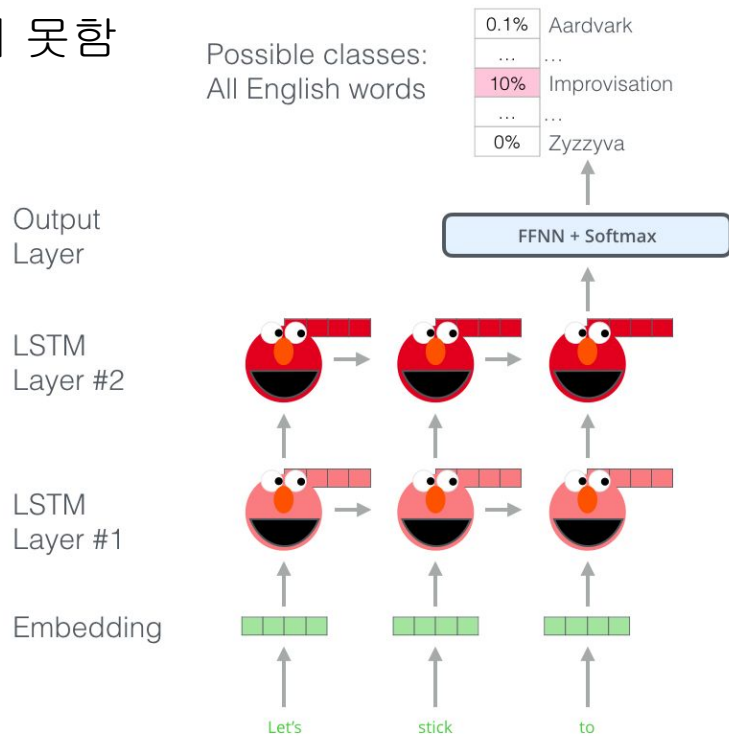 못함
Possible classes:
All English words
0.1% Aardvark
... ...
10% Improvisation
... ...
0% Zyzzyva
Output
Layer
FFNN + Softmax
LSTM
Layer #2
LSTM
Layer #1
Embedding
Let's stick to